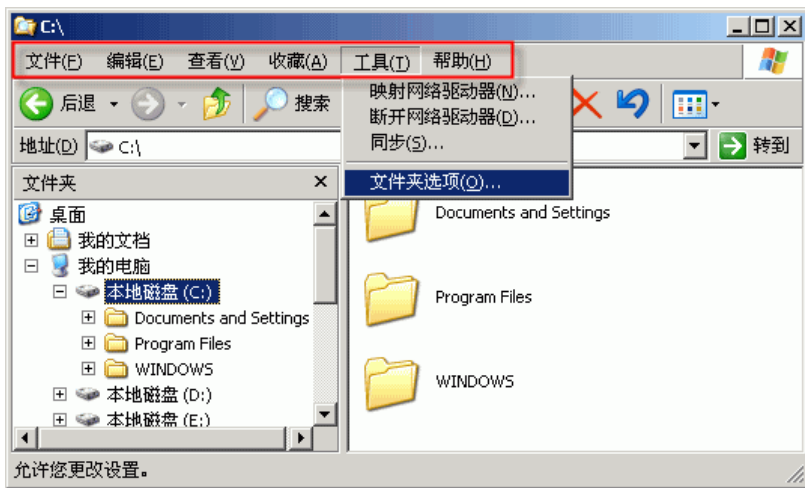 C:\
文件(F) 编辑(E) 查看(V) 收藏(A) 工具(T) 帮助(H)
后退 搜索
映射网络驱动器(N)...
断开网络驱动器(D)...
同步(S)...
文件夹选项(O)...
地址(D) C:\ 转到
文件夹
桌面
我的文档
我的电脑
本地磁盘 (C:)
Documents and Settings
Program Files
WINDOWS
本地磁盘 (D:)
本地磁盘 (E:)
Documents and Settings
Program Files
WINDOWS
允许您更改设置。